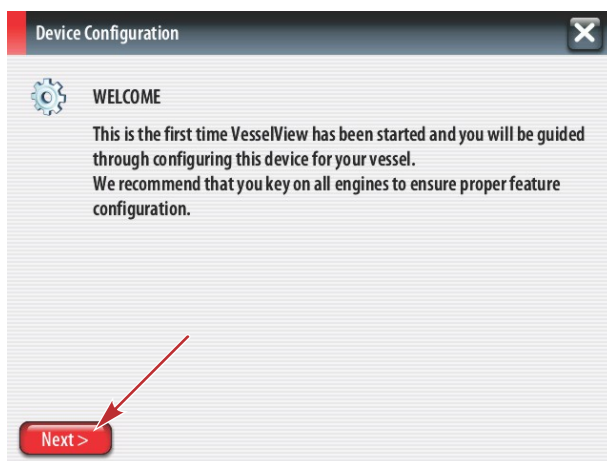 Device Configuration
WELCOME
This is the first time VesselView has been started and you will be guided
through configuring this device for your vessel.
We recommend that you key on all engines to ensure proper feature
configuration.
Next >